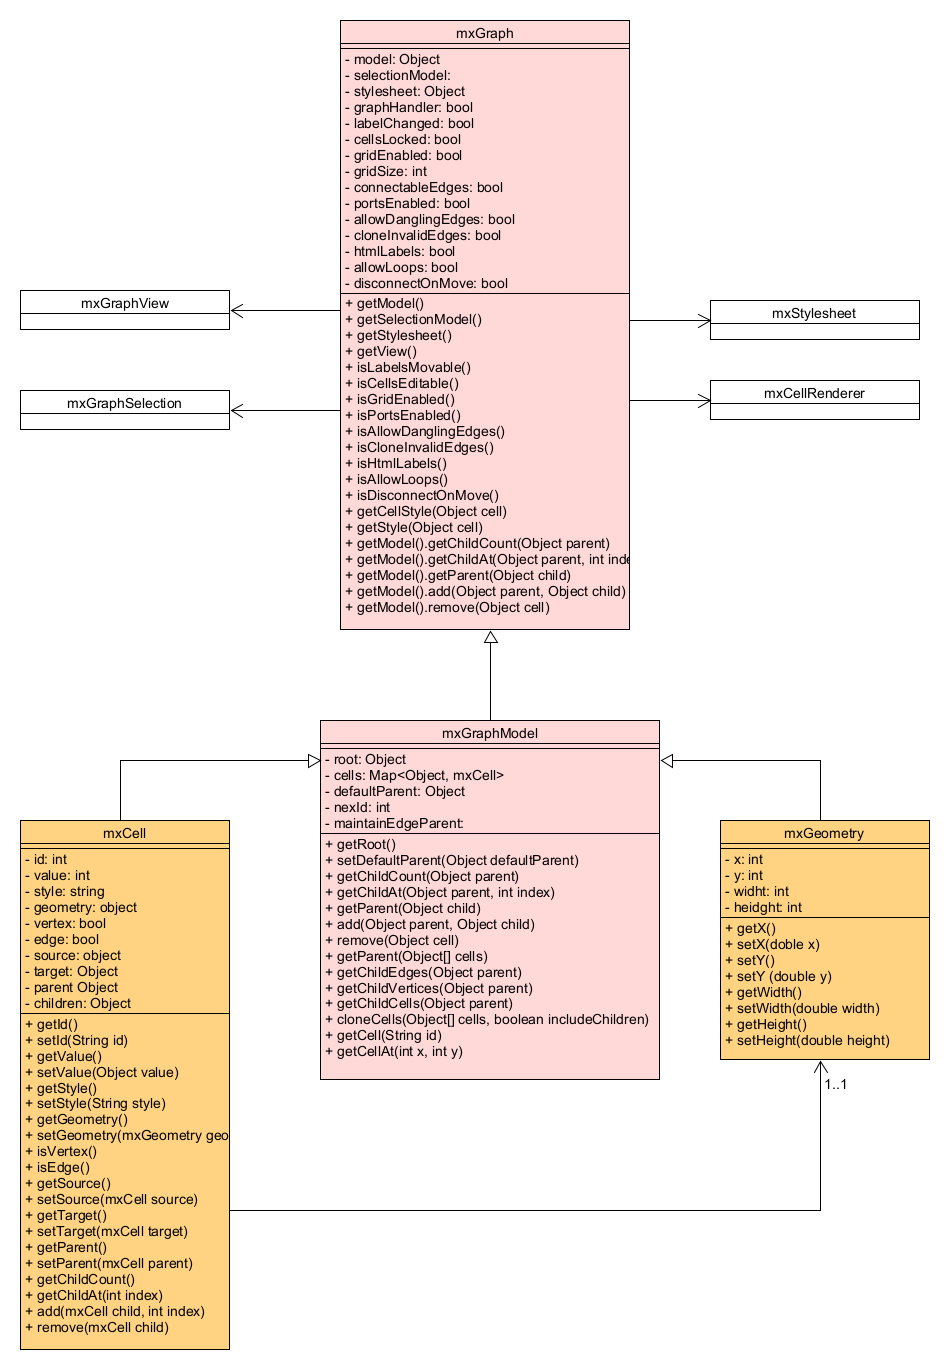 mxGraph
- model: Object
- selectionModel:
- stylesheet: Object
- graphHandler: bool
- labelChanged: bool
- cellsLocked: bool
- gridEnabled: bool
- gridSize: int
- connectableEdges: bool
- portsEnabled: bool
- allowDanglingEdges: bool
- cloneInvalidEdges: bool
- htmlLabels: bool
- allowLoops: bool
- disconnectOnMove: bool
+ getModel()
+ getSelectionModel()
+ getStylesheet()
+ getView()
+ isLabelsMovable()
+ isCellsEditable()
+ isGridEnabled()
+ isPortsEnabled()
+ isAllowDanglingEdges()
+ isCloneInvalidEdges()
+ isHtmlLabels()
+ isAllowLoops()
+ isDisconnectOnMove()
+ getCellStyle(Object cell)
+ getStyle(Object cell)
+ getModel().getChildCount(Object parent)
+ getModel().getChildAt(Object parent, int inde
+ getModel().getParent(Object child)
+ getModel().add(Object parent, Object child)
+ getModel().remove(Object cell)
mxGraphView
mxGraphSelection
mxStylesheet
mxCellRenderer
mxGraphModel
- root: Object
- cells: Map<Object, mxCell>
- defaultParent: Object
- nexId: int
- maintainEdgeParent:
+ getRoot()
+ setDefaultParent(Object defaultParent)
+ getChildCount(Object parent)
+ getChildAt(Object parent, int index)
+ getParent(Object child)
+ add(Object parent, Object child)
+ remove(Object cell)
+ getParent(Object[] cells)
+ getChildEdges(Object parent)
+ getChildVertices(Object parent)
+ getChildCells(Object parent)
+ cloneCells(Object[] cells, boolean includeChildren)
+ getCell(String id)
+ getCellAt(int x, int y)
mxCell
- id: int
- value: int
- style: string
- geometry: object
- vertex: bool
- edge: bool
- source: object
- target: Object
- parent Object
- children: Object
+ getId()
+ setId(String id)
+ getValue()
+ setValue(Object value)
+ getStyle()
+ setStyle(String style)
+ getGeometry()
+ setGeometry(mxGeometry geo
+ isVertex()
+ isEdge()
+ getSource()
+ setSource(mxCell source)
+ getTarget()
+ setTarget(mxCell target)
+ getParent()
+ setParent(mxCell parent)
+ getChildCount()
+ getChildAt(int index)
+ add(mxCell child, int index)
+ remove(mxCell child)
mxGeometry
- x: int
- y: int
- widht: int
- heidght: int
+ getX()
+ setX(doble x)
+ setY()
+ setY (double y)
+ getWidth()
+ setWidth(double width)
+ getHeight()
+ setHeight(double height)
1..1